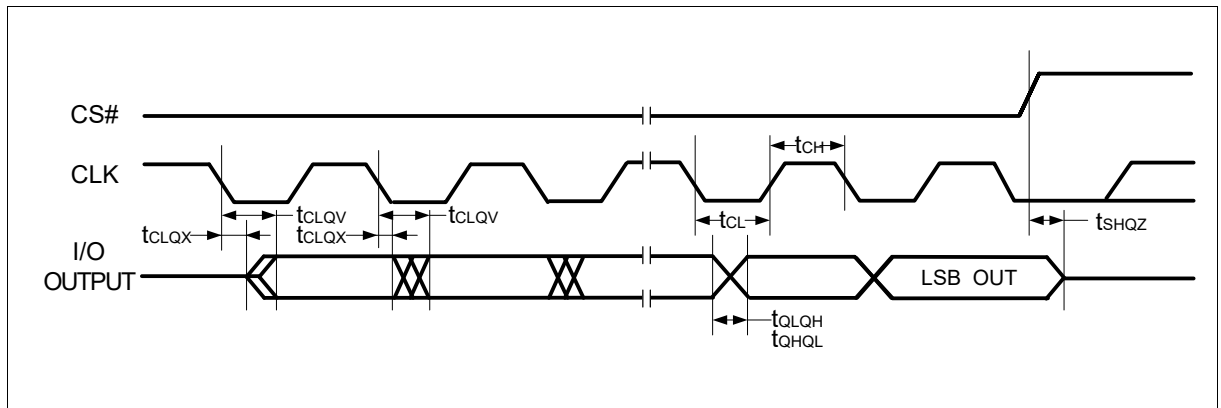 CS#
CLK
tCH
tCLQV
tCLQV
tCLQX
tCLQX
tCL
tSHQZ
I/O
OUTPUT
LSB OUT
tQLQH
tQHQL